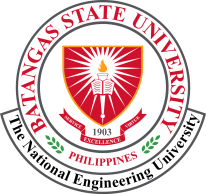 BATANGAS STATE UNIVERSITY
SERVICE
EXCELLENCE
VIRTUE
1903
PHILIPPINES
The National Engineering University